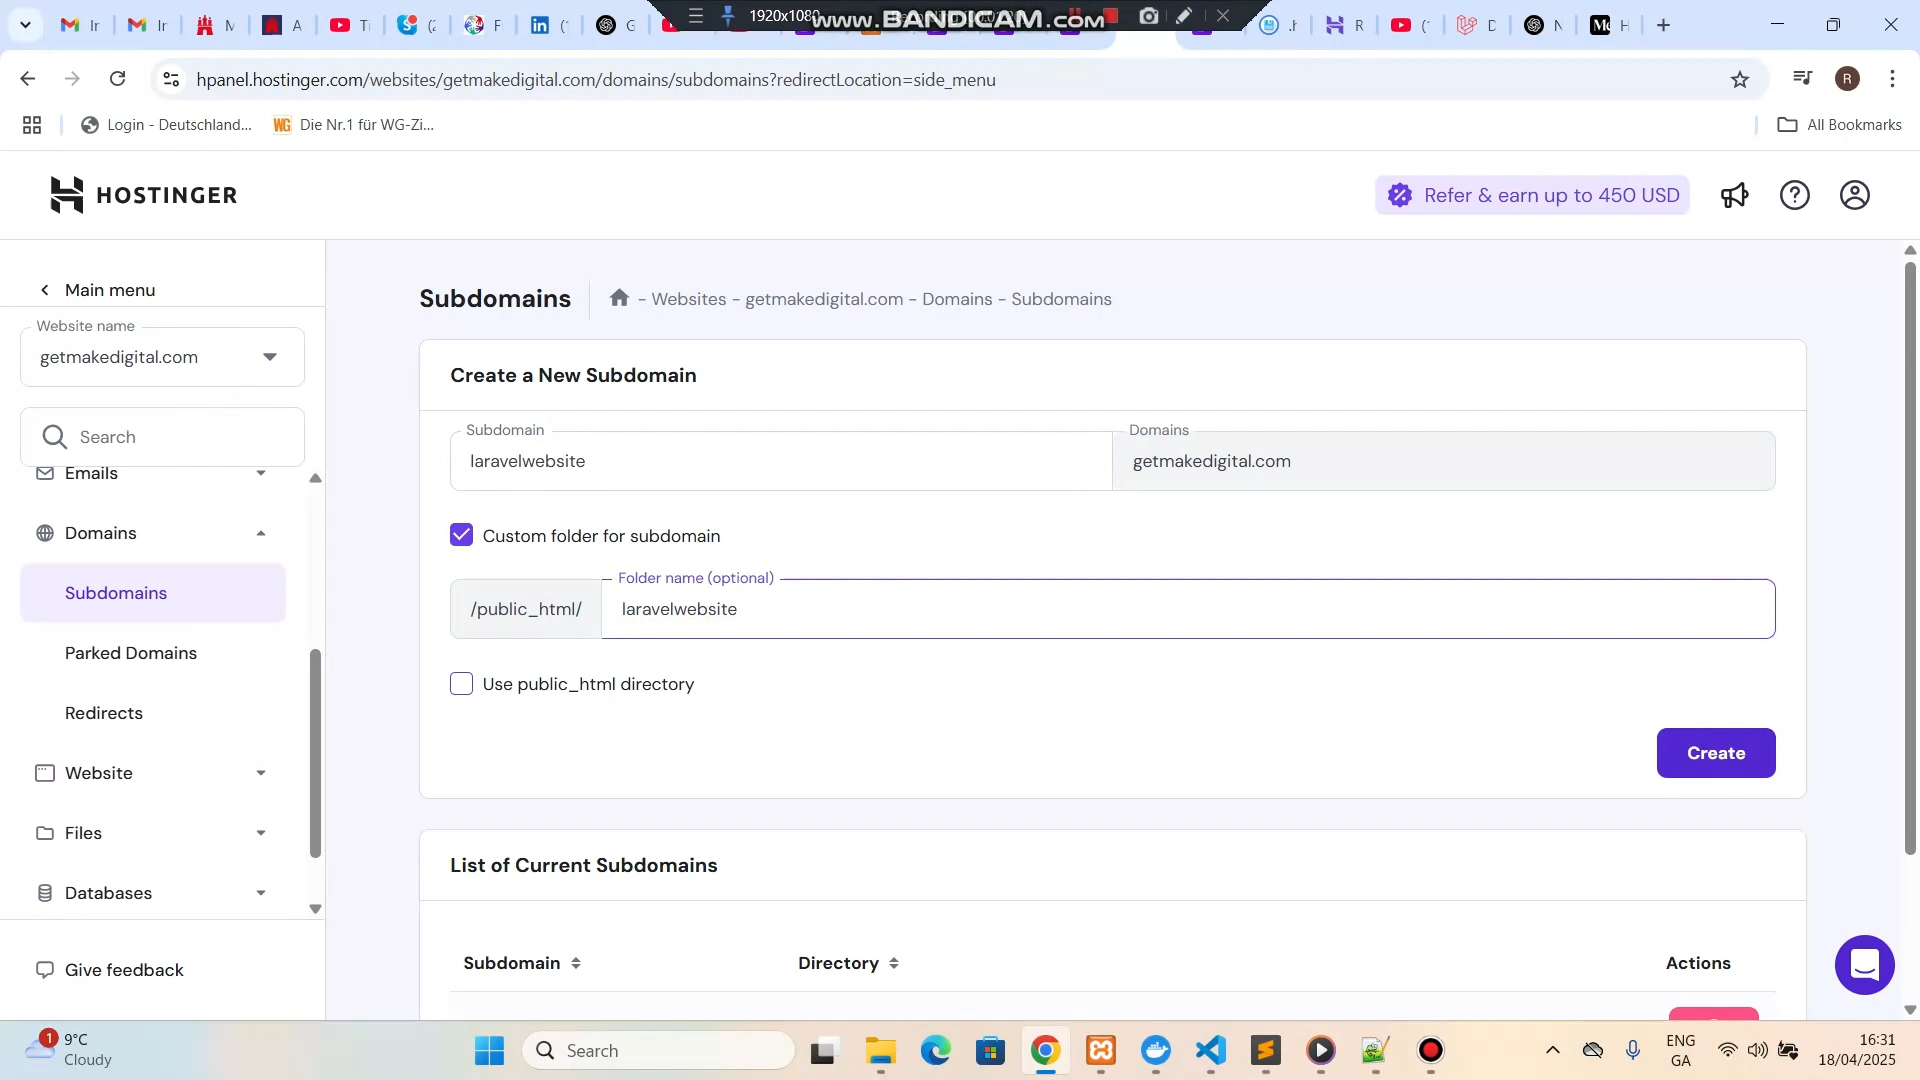 1920x1080
www.BANDICAM.com
hpanel.hostinger.com/websites/getmakedigital.com/domains/subdomains?redirectLocation=side_menu
R
Login - Deutschland...
WG
Die Nr.1 für WG-Zi...
All Bookmarks
HOSTINGER
Refer & earn up to 450 USD
Main menu
Website name
getmakedigital.com
Search
Emails
Domains
Subdomains
Parked Domains
Redirects
Website
Files
Databases
Give feedback
Subdomains
- Websites - getmakedigital.com - Domains - Subdomains
Create a New Subdomain
Subdomain
laravelwebsite
Domains
getmakedigital.com
Custom folder for subdomain
Folder name (optional)
/public_html/
laravelwebsite
Use public_html directory
Create
List of Current Subdomains
Subdomain
Directory
Actions
1
9°C
Cloudy
Search
ENG
GA
16:31
18/04/2025